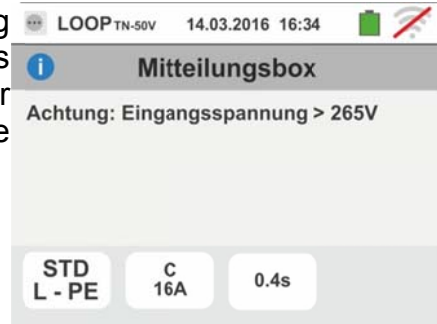 g
s
r
e
LOOP TN-50V 14.03.2016 16:34
i Mitteilungsbox
Achtung: Eingangsspannung > 265V
STD
L - PE
C
16A
0.4s